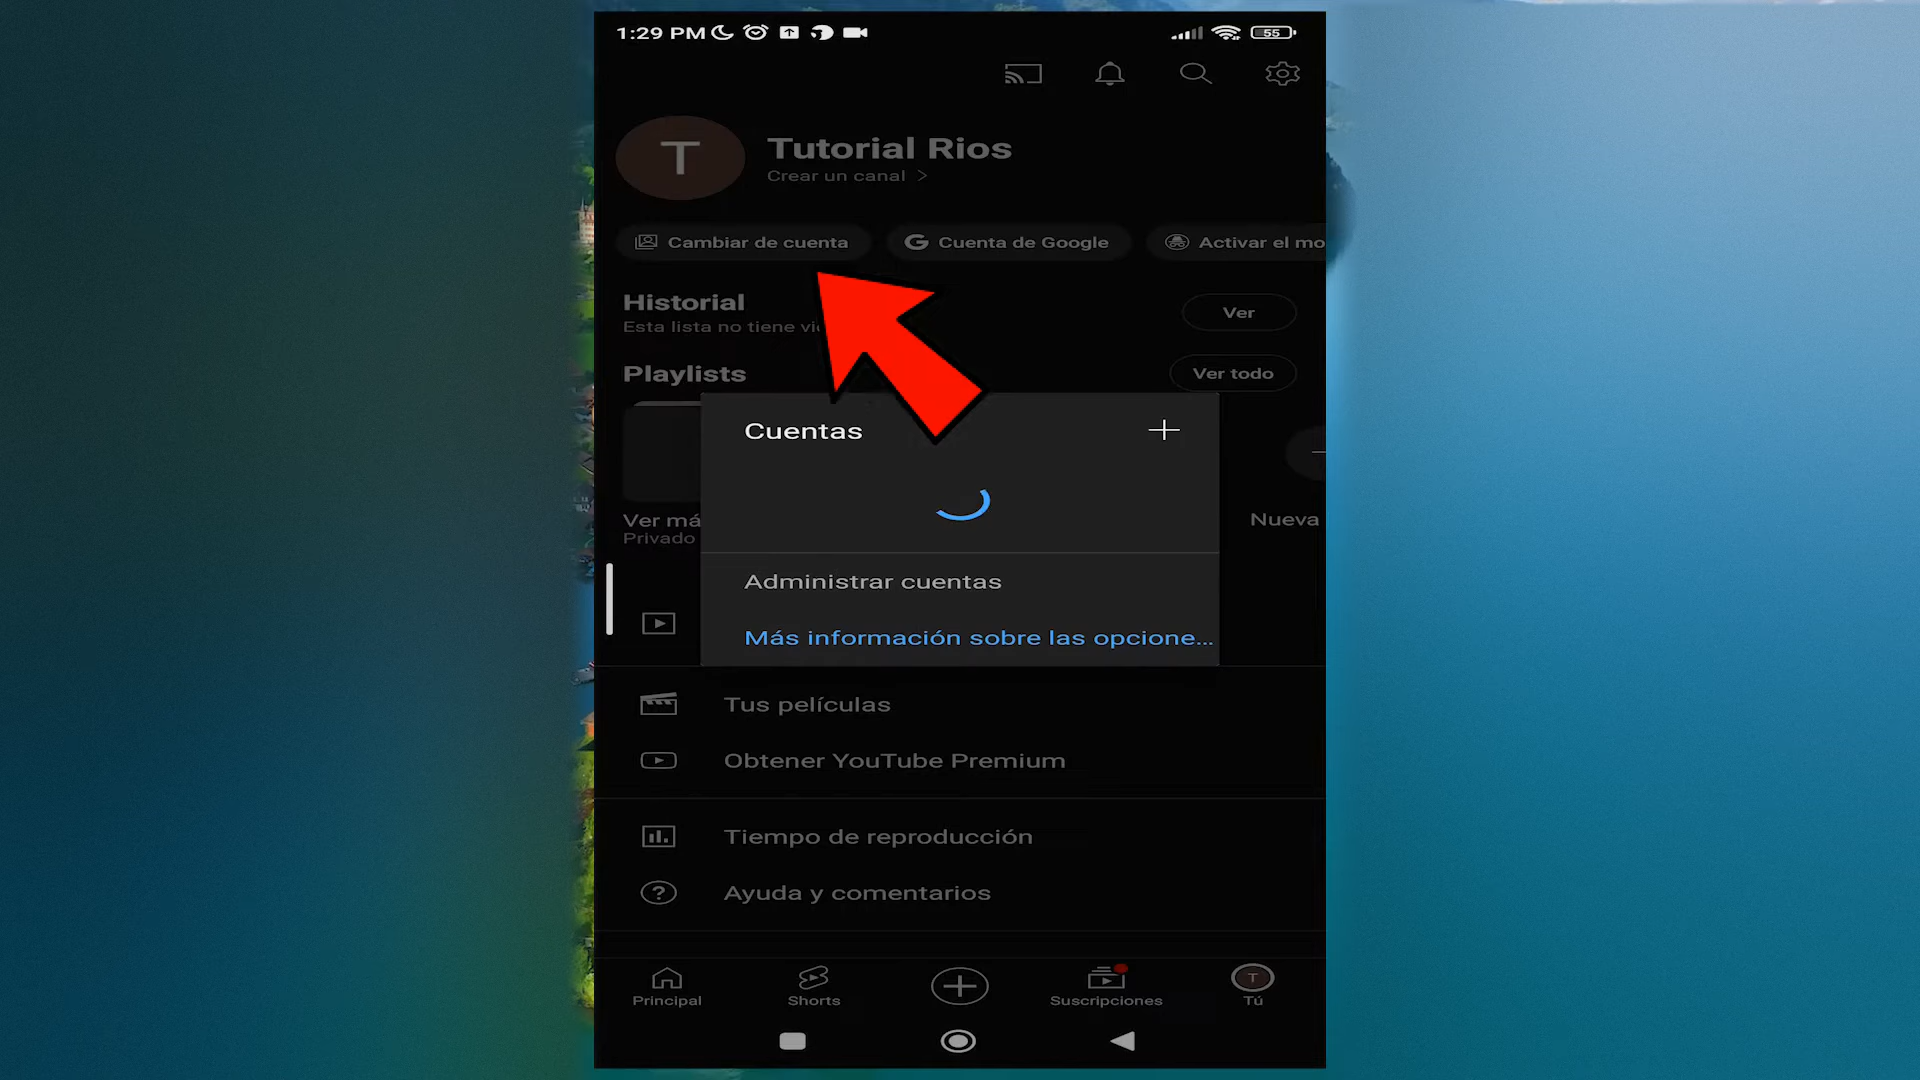 1:29 PM
55
T
Tutorial Rios
Crear un canal >
Cambiar de cuenta
Cuenta de Google
Activar el mo
Historial
Esta lista no tiene vi
Ver
Playlists
Ver todo
Cuentas
Ver má
Privado
Nueva
Administrar cuentas
Más información sobre las opcione...
Tus películas
Obtener YouTube Premium
Tiempo de reproducción
Ayuda y comentarios
Principal
Shorts
Suscripciones
T
Tú